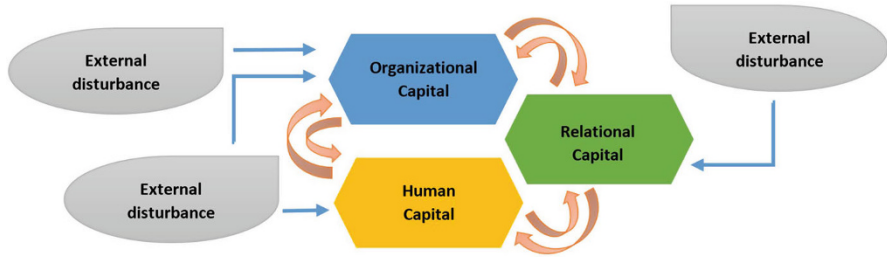 External
disturbance
Organizational
Capital
External
disturbance
Relational
Capital
External
disturbance
Human
Capital